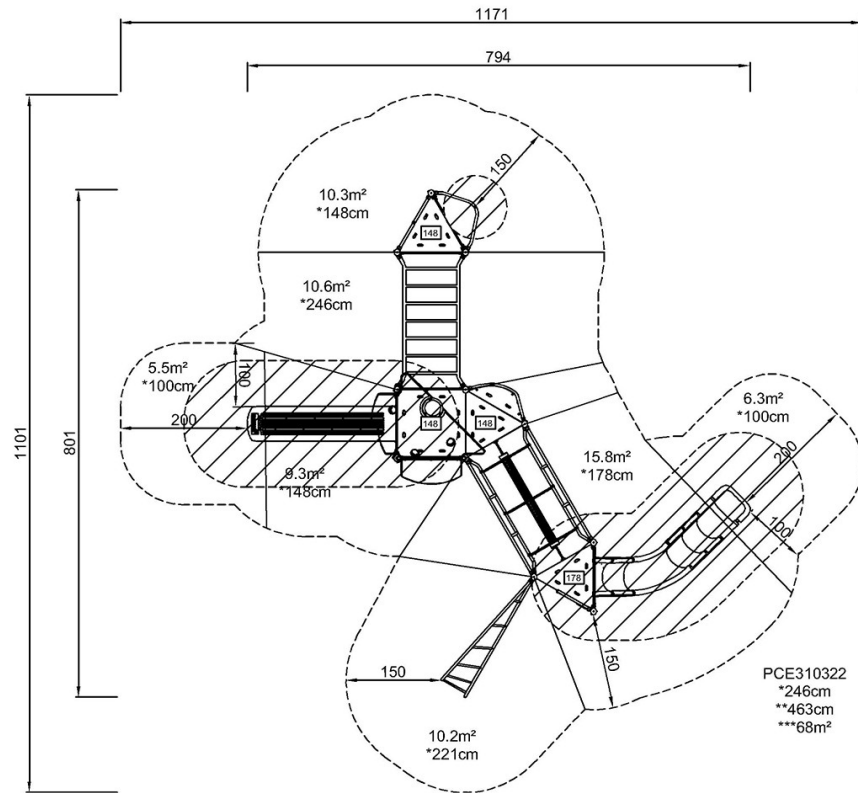 1171
794
150
10.3m²
*148cm
148
10.6m²
*246cm
5.5m²
*100cm
100
200
6.3m²
*100cm
1101
801
148
148
15.8m²
*178cm
200
9.3m²
*148cm
100
178
150
150
PCE310322
*246cm
**463cm
***68m²
10.2m²
*221cm